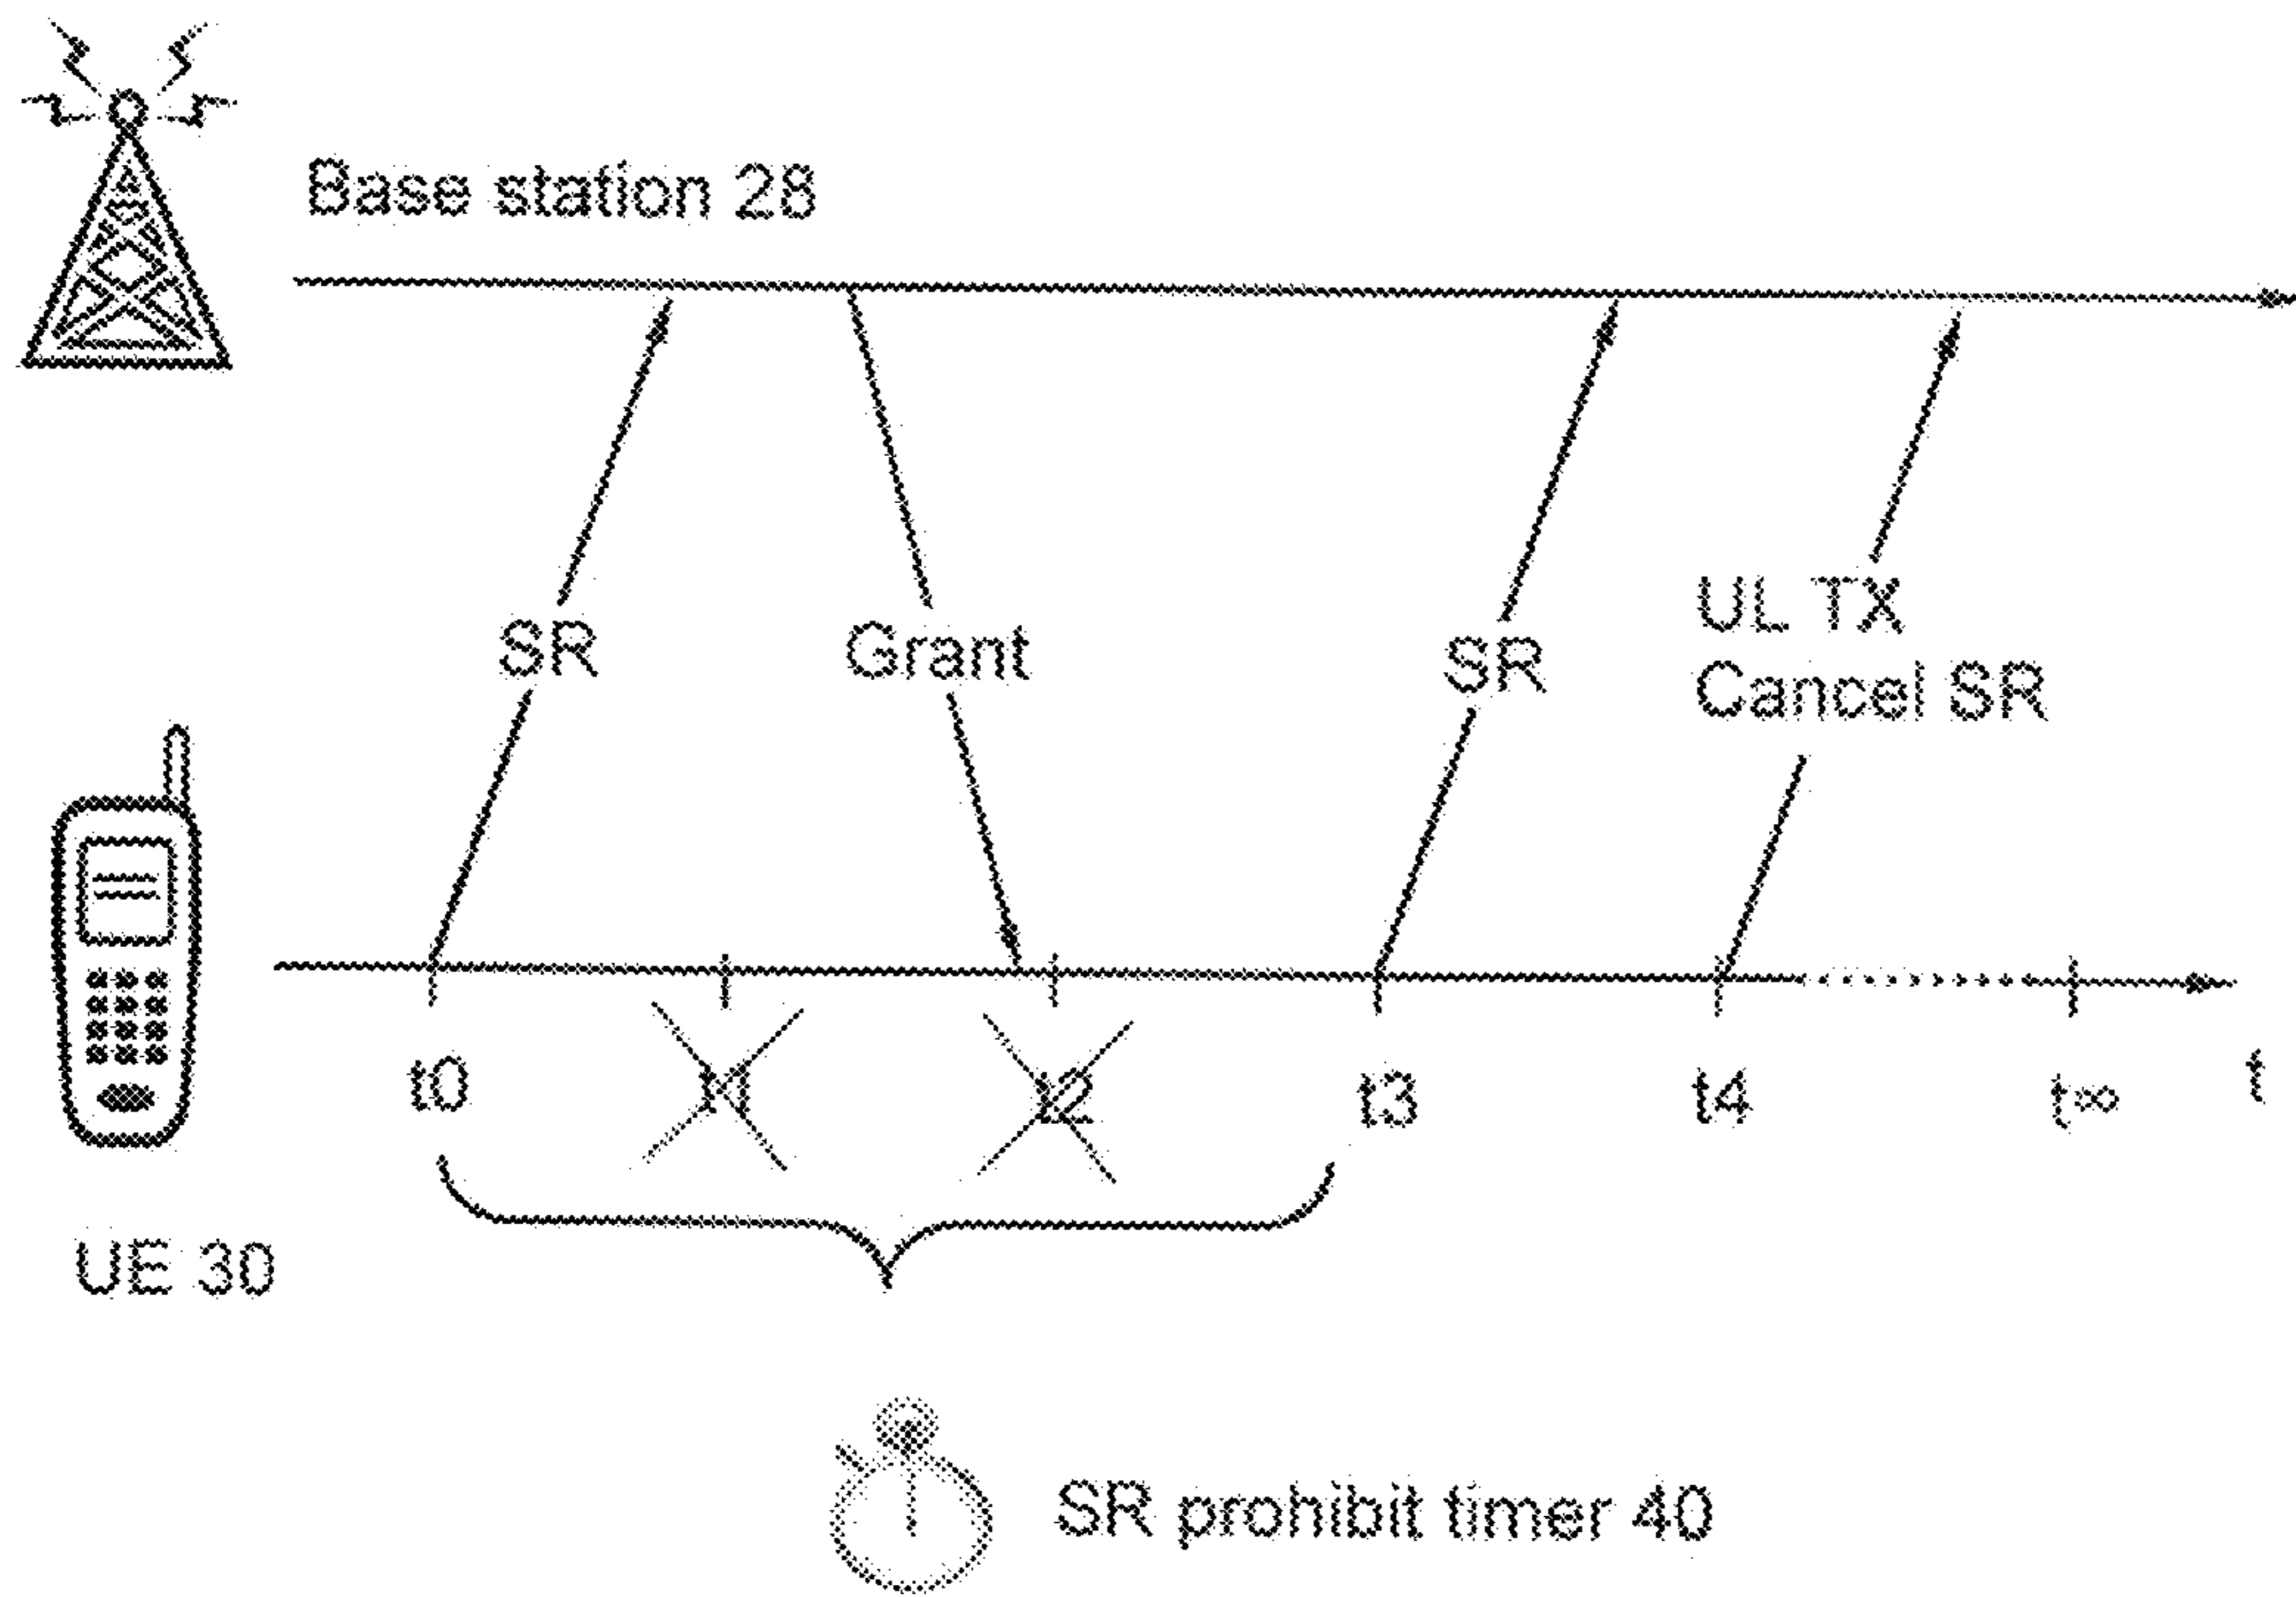 Base station 28
SR
Grant
SR
UL TX
Cancel SR
t0
t1
t2
t3
t4
t∞
t
UE 30
SR prohibit timer 40